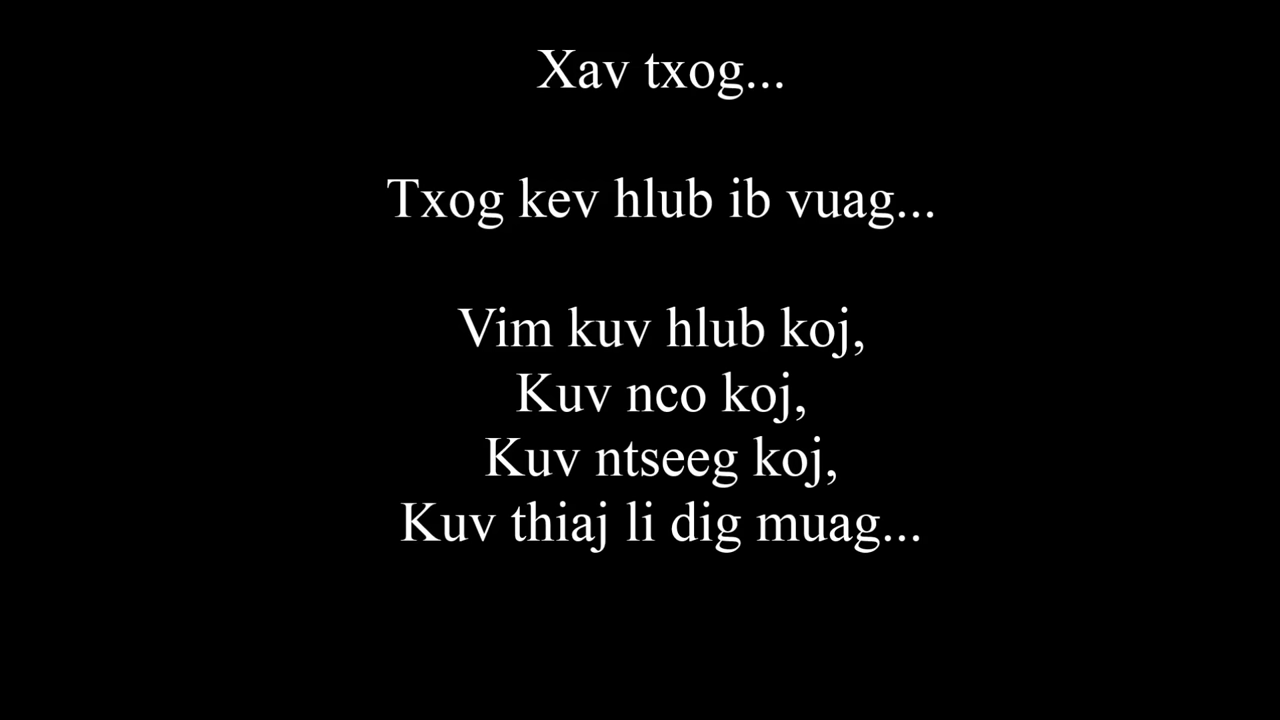 Xav txog...
Txog kev hlub ib vuag...
Vim kuv hlub koj,
Kuv nco koj,
Kuv ntseeg koj,
Kuv thiaj li dig muag...